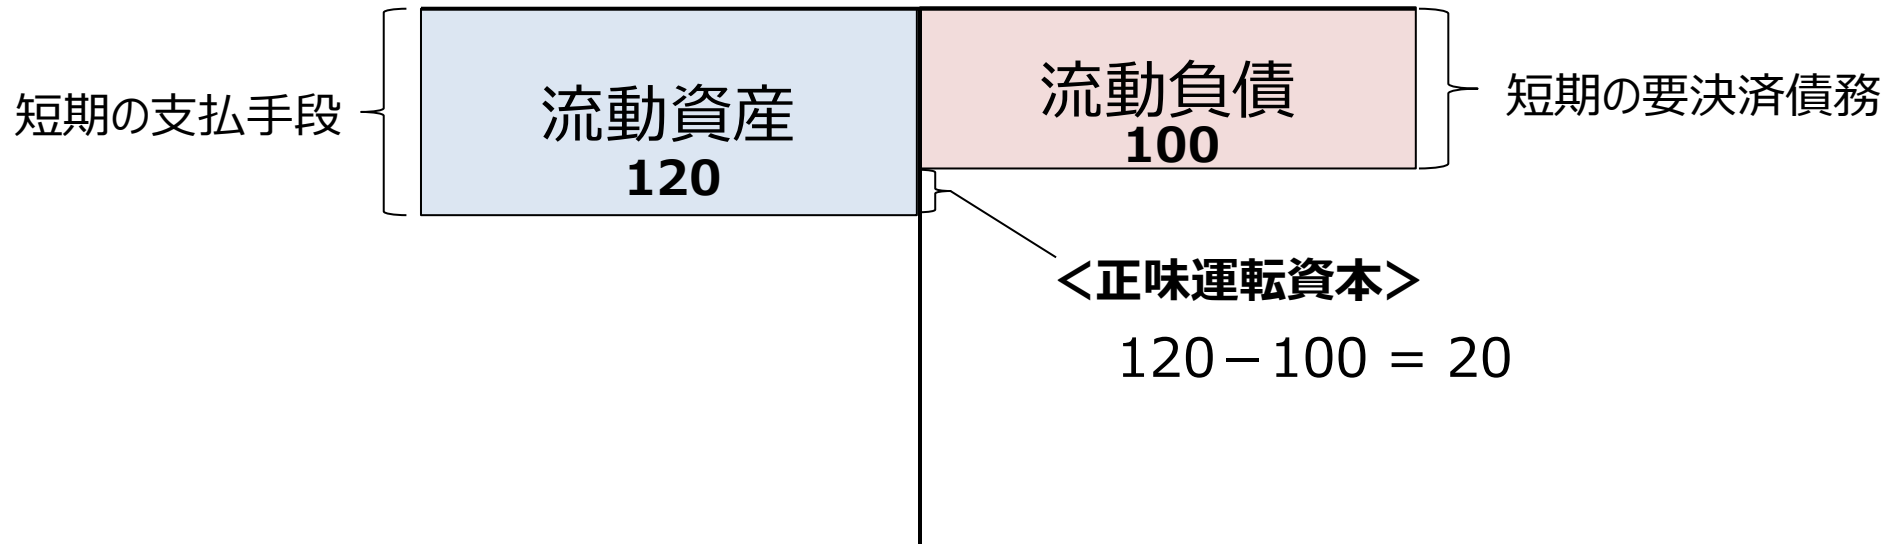 短期の支払手段
流動資産
120
流動負債
100
短期の要決済債務
＜正味運転資本＞
120－100 = 20